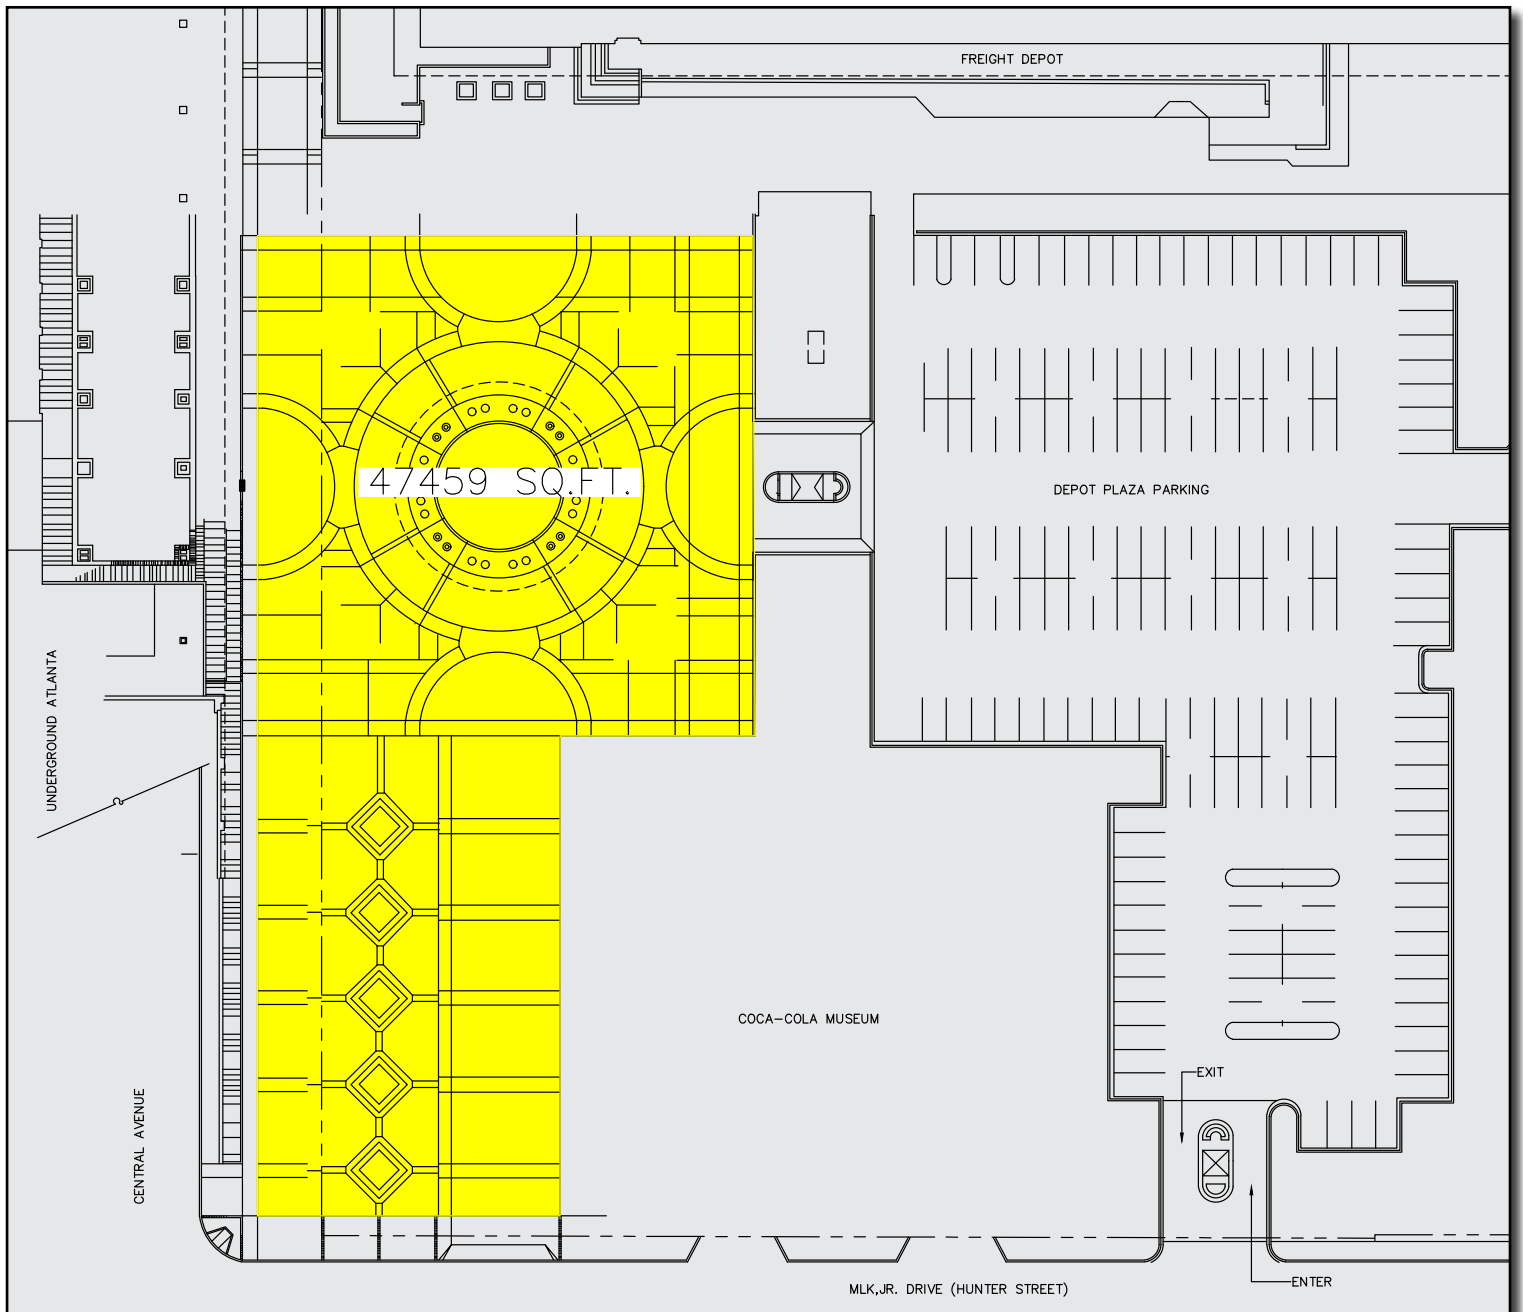 FREIGHT DEPOT
47459 SQ.FT.
DEPOT PLAZA PARKING
UNDERGROUND ATLANTA
COCA-COLA MUSEUM
EXIT
CENTRAL AVENUE
ENTER
MLK,JR. DRIVE (HUNTER STREET)